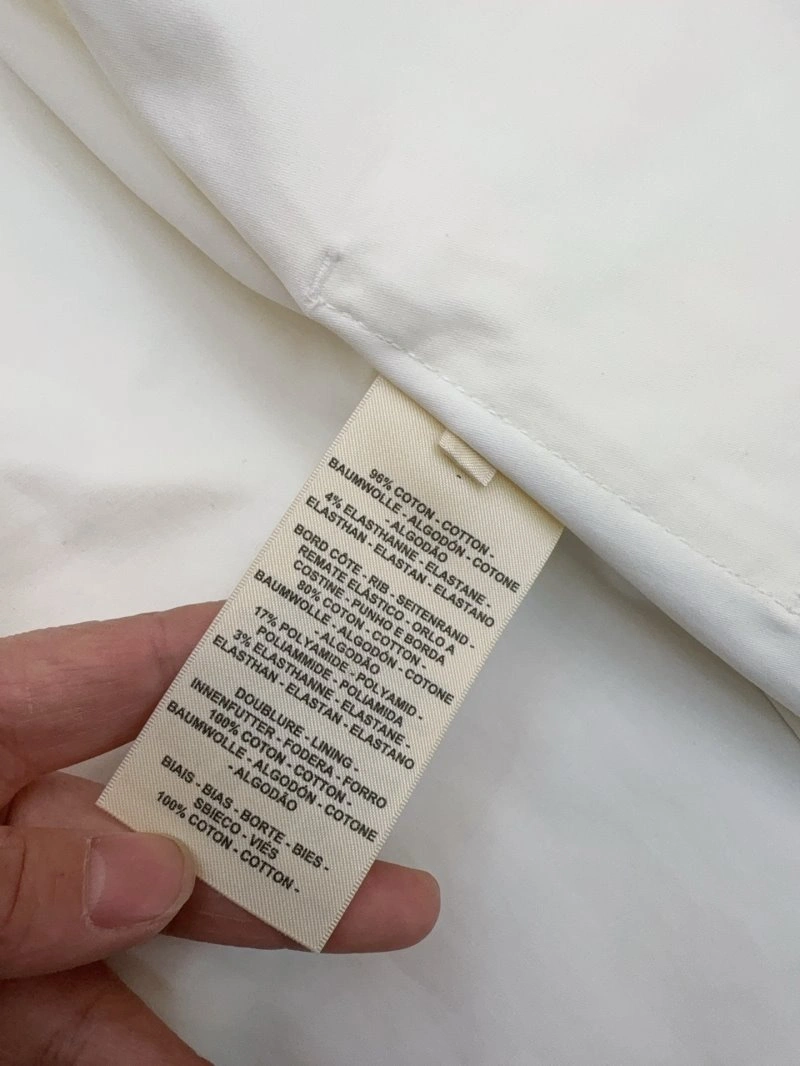 96% COTON - COTTON -
BAUMWOLLE - ALGODÓN - COTONE
- ALGODÃO
4% ELASTHANNE - ELASTANE -
ELASTHAN - ELASTAN - ELASTANO
BORD CÔTE - RIB - SEITENRAND -
REMATE ELÁSTICO - ORLO A
COSTINE - PUNHO E BORDA
80% COTON - COTTON -
BAUMWOLLE - ALGODÓN - COTONE
- ALGODÃO
17% POLYAMIDE - POLYAMID -
POLIAMMIDE - POLIAMIDA
3% ELASTHANNE - ELASTANE -
ELASTHAN - ELASTAN - ELASTANO
DOUBLURE - LINING -
INNENFUTTER - FODERA - FORRO
100% COTON - COTTON -
BAUMWOLLE - ALGODÓN - COTONE
- ALGODÃO
BIAIS - BIAS - BORTE - BIES -
SBIECO - VIÉS
100% COTON - COTTON -